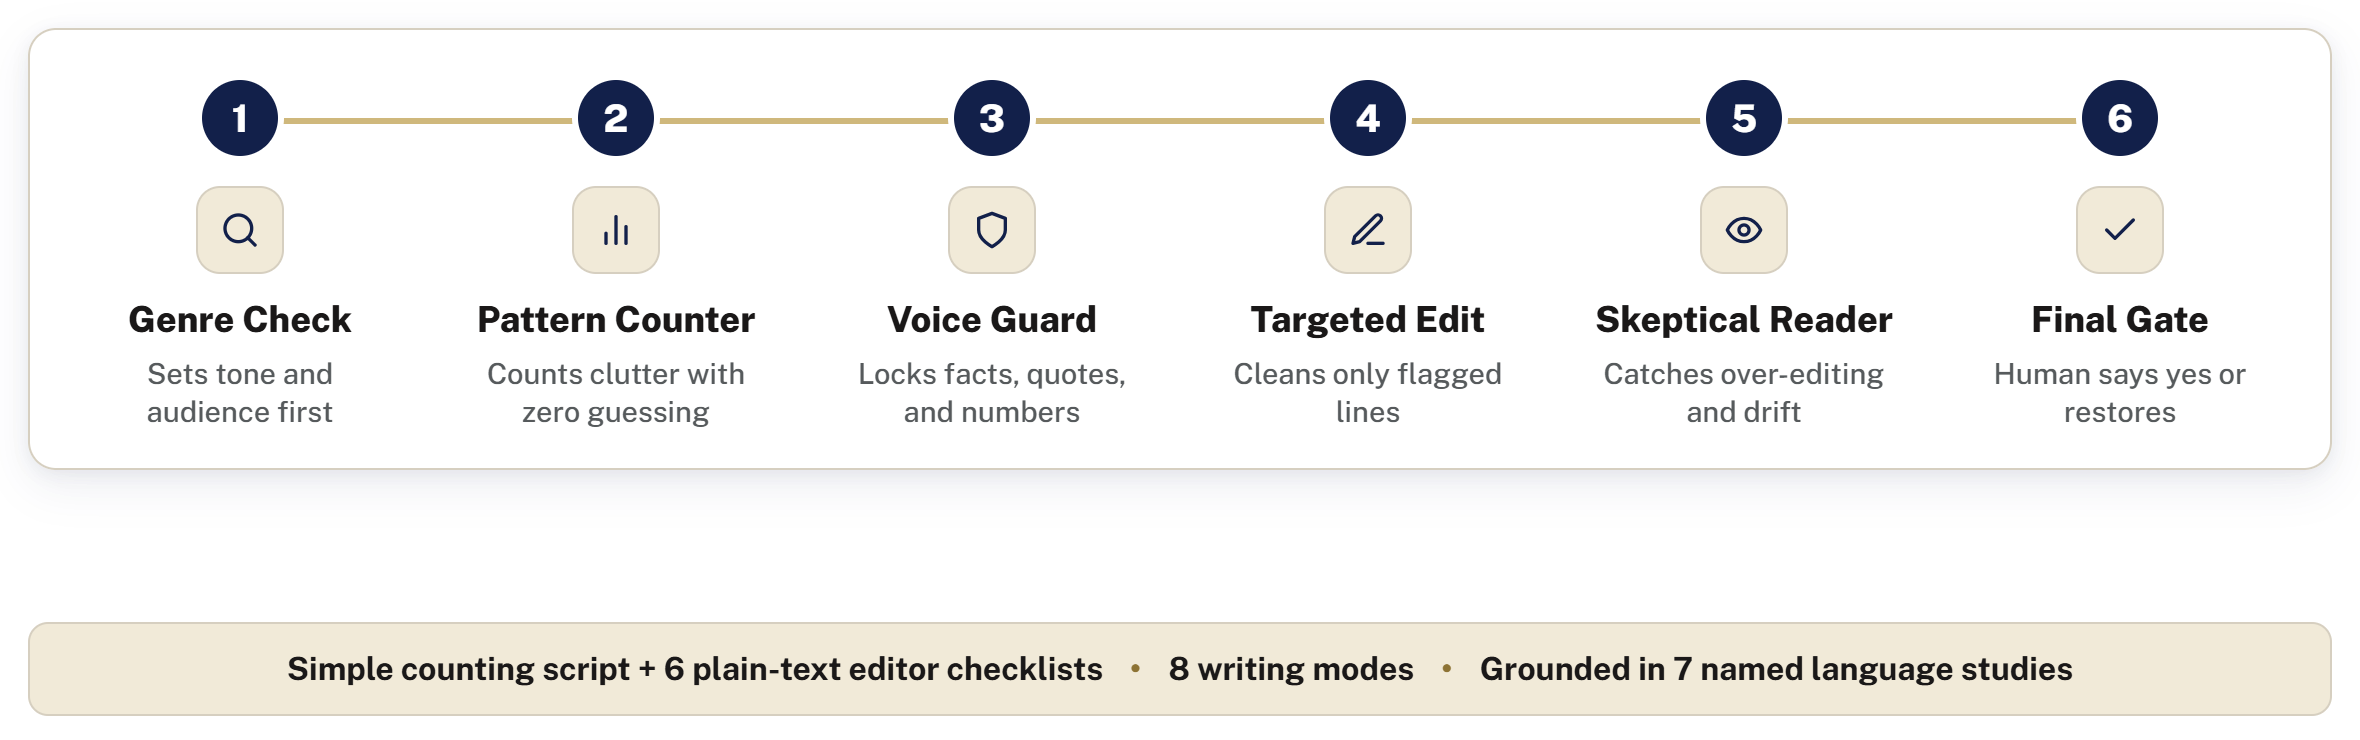 1
2
3
4
5
6
Genre Check
Sets tone and
audience first
Pattern Counter
Counts clutter with
zero guessing
Voice Guard
Locks facts, quotes,
and numbers
Targeted Edit
Cleans only flagged
lines
Skeptical Reader
Catches over-editing
and drift
Final Gate
Human says yes or
restores
Simple counting script + 6 plain-text editor checklists • 8 writing modes • Grounded in 7 named language studies